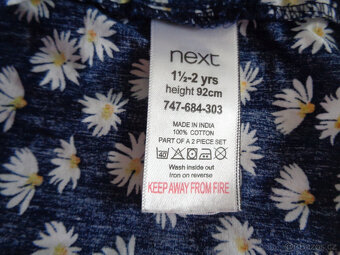 next
1½-2 yrs
height 92cm
747-684-303
MADE IN INDIA
100% COTTON
PART OF A 2 PIECE SET
Wash inside out
Iron on reverse
KEEP AWAY FROM FIRE